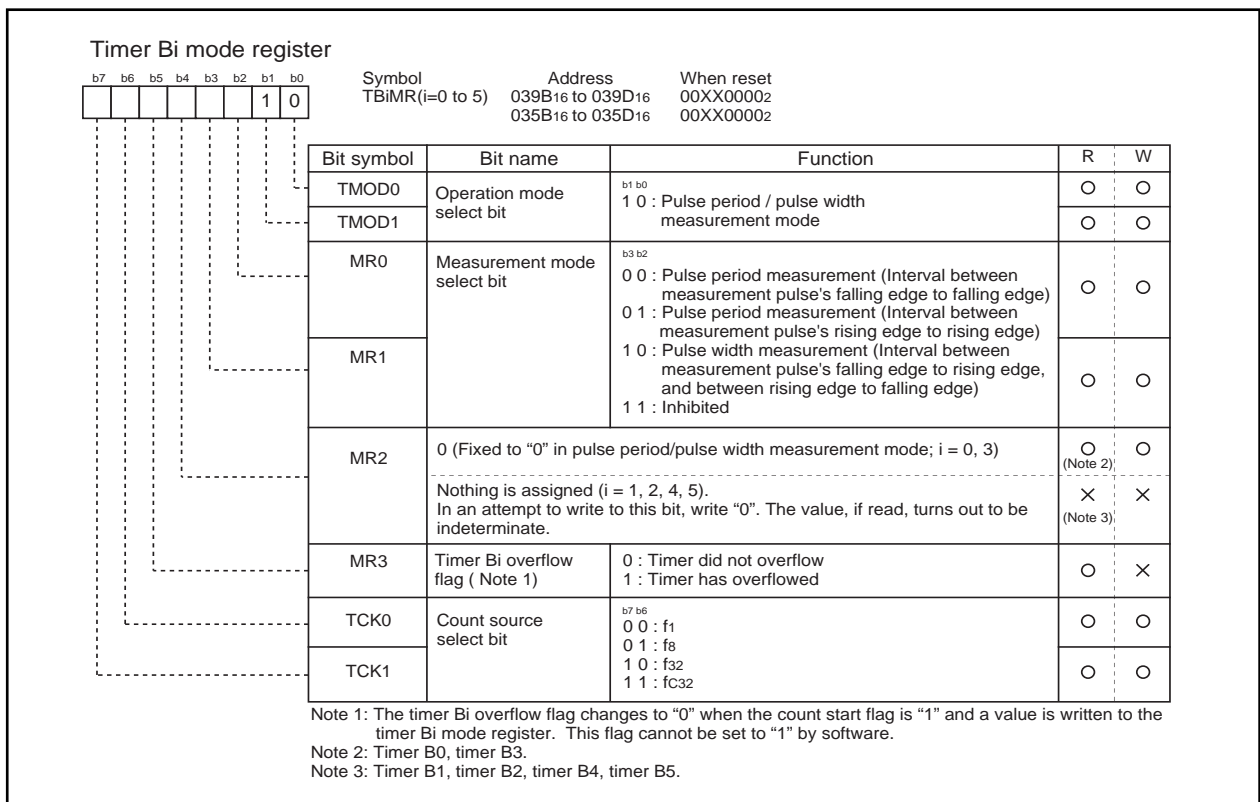 Timer Bi mode register
b7 b6 b5 b4 b3 b2 b1 b0
1 0
Symbol Address When reset
TBiMR(i=0 to 5) 039B16 to 039D16 00XX00002
035B16 to 035D16 00XX00002
Bit symbol Bit name Function R W
TMOD0 Operation mode select bit
b1 b0
1 0 : Pulse period / pulse width
measurement mode
TMOD1
MR0 Measurement mode
select bit
b3 b2
0 0 : Pulse period measurement (Interval between
measurement pulse's falling edge to falling edge)
0 1 : Pulse period measurement (Interval between
measurement pulse's rising edge to rising edge)
MR1
1 0 : Pulse width measurement (Interval between
measurement pulse's falling edge to rising edge,
and between rising edge to falling edge)
1 1 : Inhibited
MR2
0 (Fixed to “0” in pulse period/pulse width measurement mode; i = 0, 3)
(Note 2)
Nothing is assigned (i = 1, 2, 4, 5).
In an attempt to write to this bit, write “0”. The value, if read, turns out to be
indeterminate.
(Note 3)
MR3 Timer Bi overflow
flag ( Note 1)
0 : Timer did not overflow
1 : Timer has overflowed
TCK0 Count source
select bit
b7 b6
0 0 : f1
0 1 : f8
TCK1
1 0 : f32
1 1 : fC32
Note 1: The timer Bi overflow flag changes to “0” when the count start flag is “1” and a value is written to the
timer Bi mode register. This flag cannot be set to “1” by software.
Note 2: Timer B0, timer B3.
Note 3: Timer B1, timer B2, timer B4, timer B5.